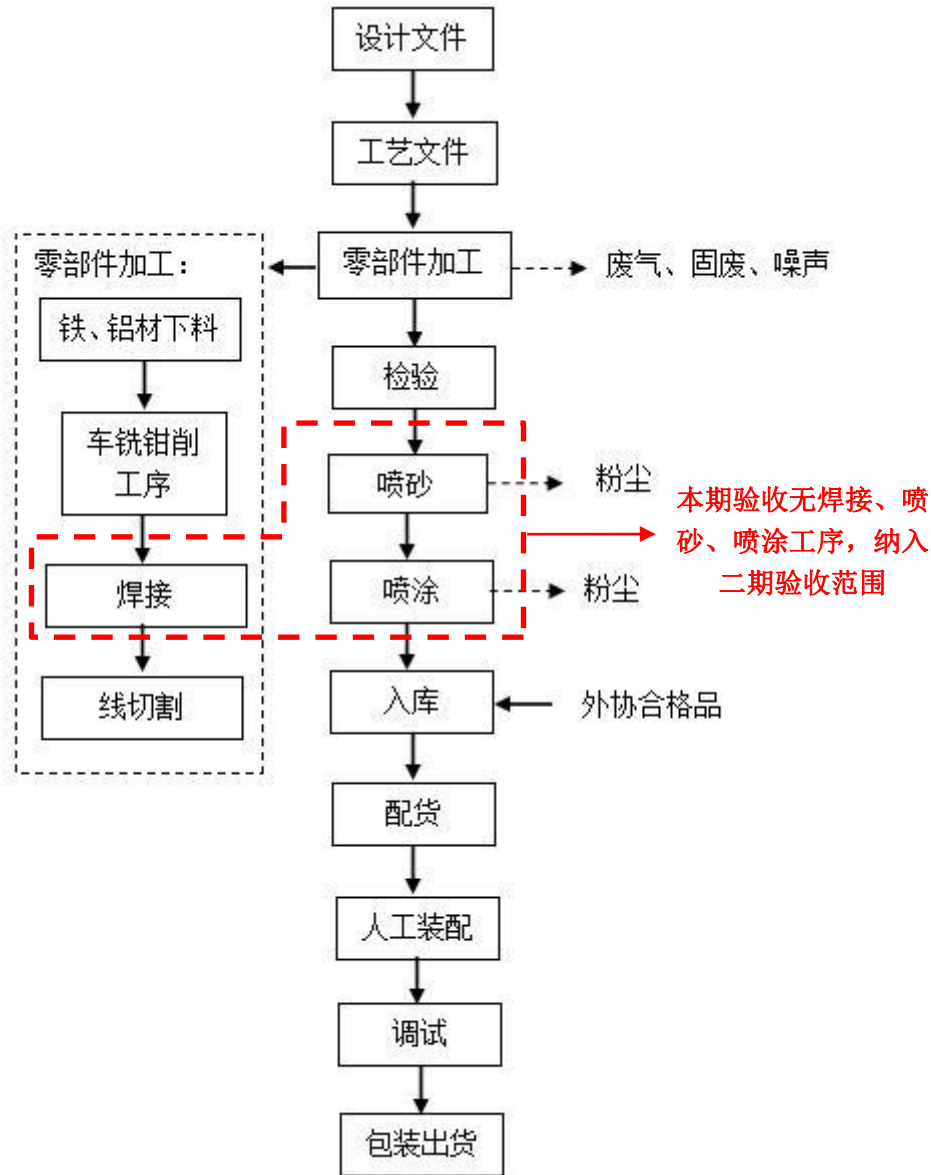 设计文件
工艺文件
零部件加工：
零部件加工
废气、固废、噪声
铁、铝材下料
检验
车铣钳削
工序
喷砂
粉尘
本期验收无焊接、喷
砂、喷涂工序，纳入
二期验收范围
焊接
喷涂
粉尘
线切割
入库
外协合格品
配货
人工装配
调试
包装出货